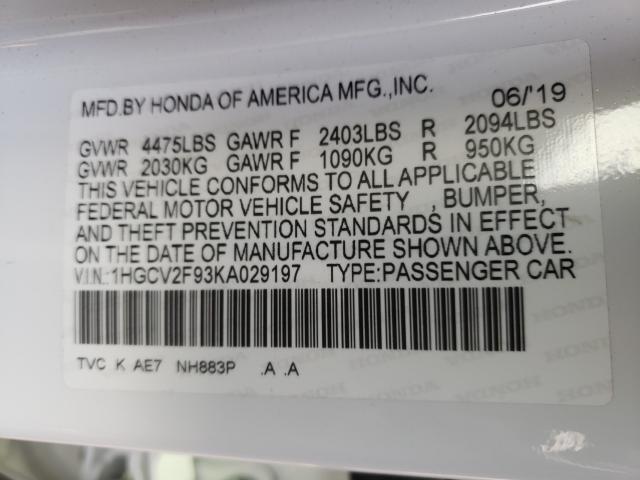 MFD.BY HONDA OF AMERICA MFG.,INC. 06/'19
GVWR 4475LBS GAWR F 2403LBS R 2094LBS
GVWR 2030KG GAWR F 1090KG R 950KG
THIS VEHICLE CONFORMS TO ALL APPLICABLE
FEDERAL MOTOR VEHICLE SAFETY , BUMPER,
AND THEFT PREVENTION STANDARDS IN EFFECT
ON THE DATE OF MANUFACTURE SHOWN ABOVE.
V.I.N.:1HGCV2F93KA029197 TYPE:PASSENGER CAR
TVC K AE7 NH883P .A .A
HONDA HONDA